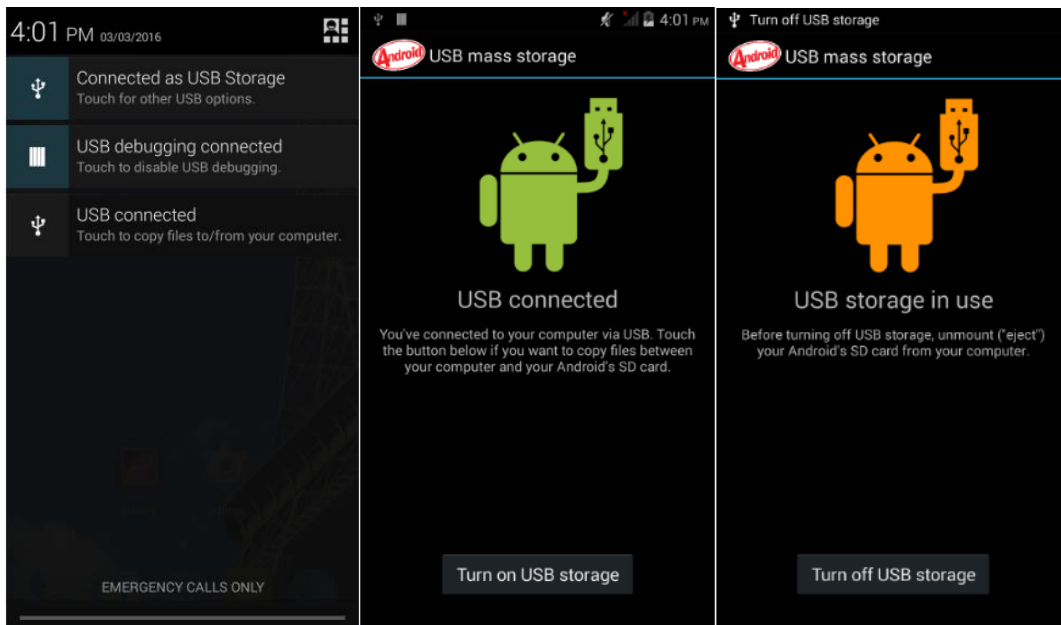 4:01 PM 03/03/2016
Connected as USB Storage
Touch for other USB options.
USB debugging connected
Touch to disable USB debugging.
USB connected
Touch to copy files to/from your computer.
EMERGENCY CALLS ONLY
4:01 PM
Android USB mass storage
USB connected
You've connected to your computer via USB. Touch
the button below if you want to copy files between
your computer and your Android's SD card.
Turn on USB storage
Turn off USB storage
Android USB mass storage
USB storage in use
Before turning off USB storage, unmount ("eject")
your Android's SD card from your computer.
Turn off USB storage